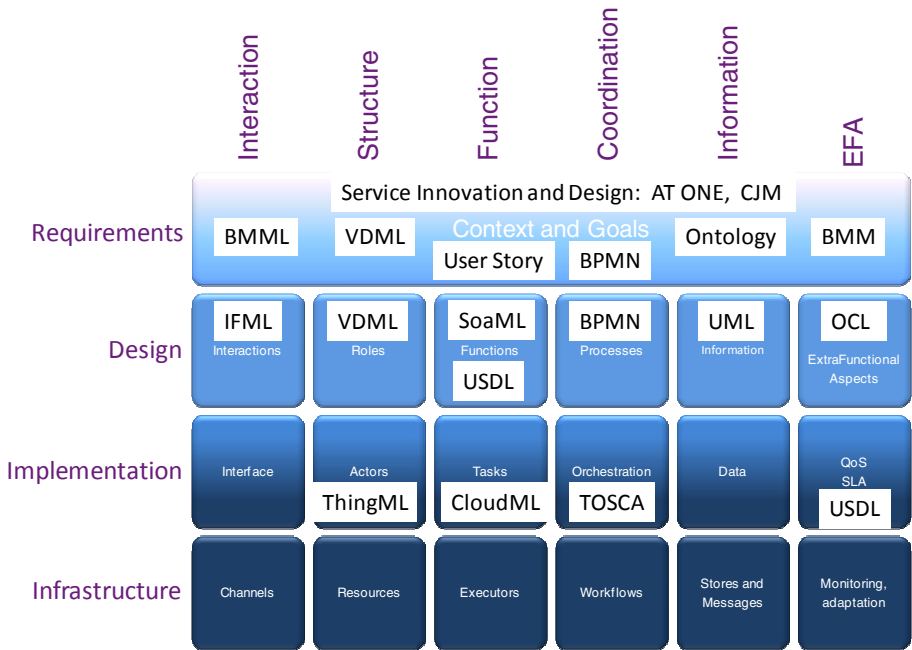 Interaction
Structure
Function
Coordination
Information
EFA
Requirements
Service Innovation and Design: AT ONE, CJM
Context and Goals
BMML
VDML
User Story
BPMN
Ontology
BMM
Design
IFML
Interactions
VDML
Roles
SoaML
Functions
USDL
BPMN
Processes
UML
Information
OCL
ExtraFunctional
Aspects
Implementation
Interface
Actors
ThingML
Tasks
CloudML
Orchestration
TOSCA
Data
QoS
SLA
USDL
Infrastructure
Channels
Resources
Executors
Workflows
Stores and
Messages
Monitoring,
adaptation